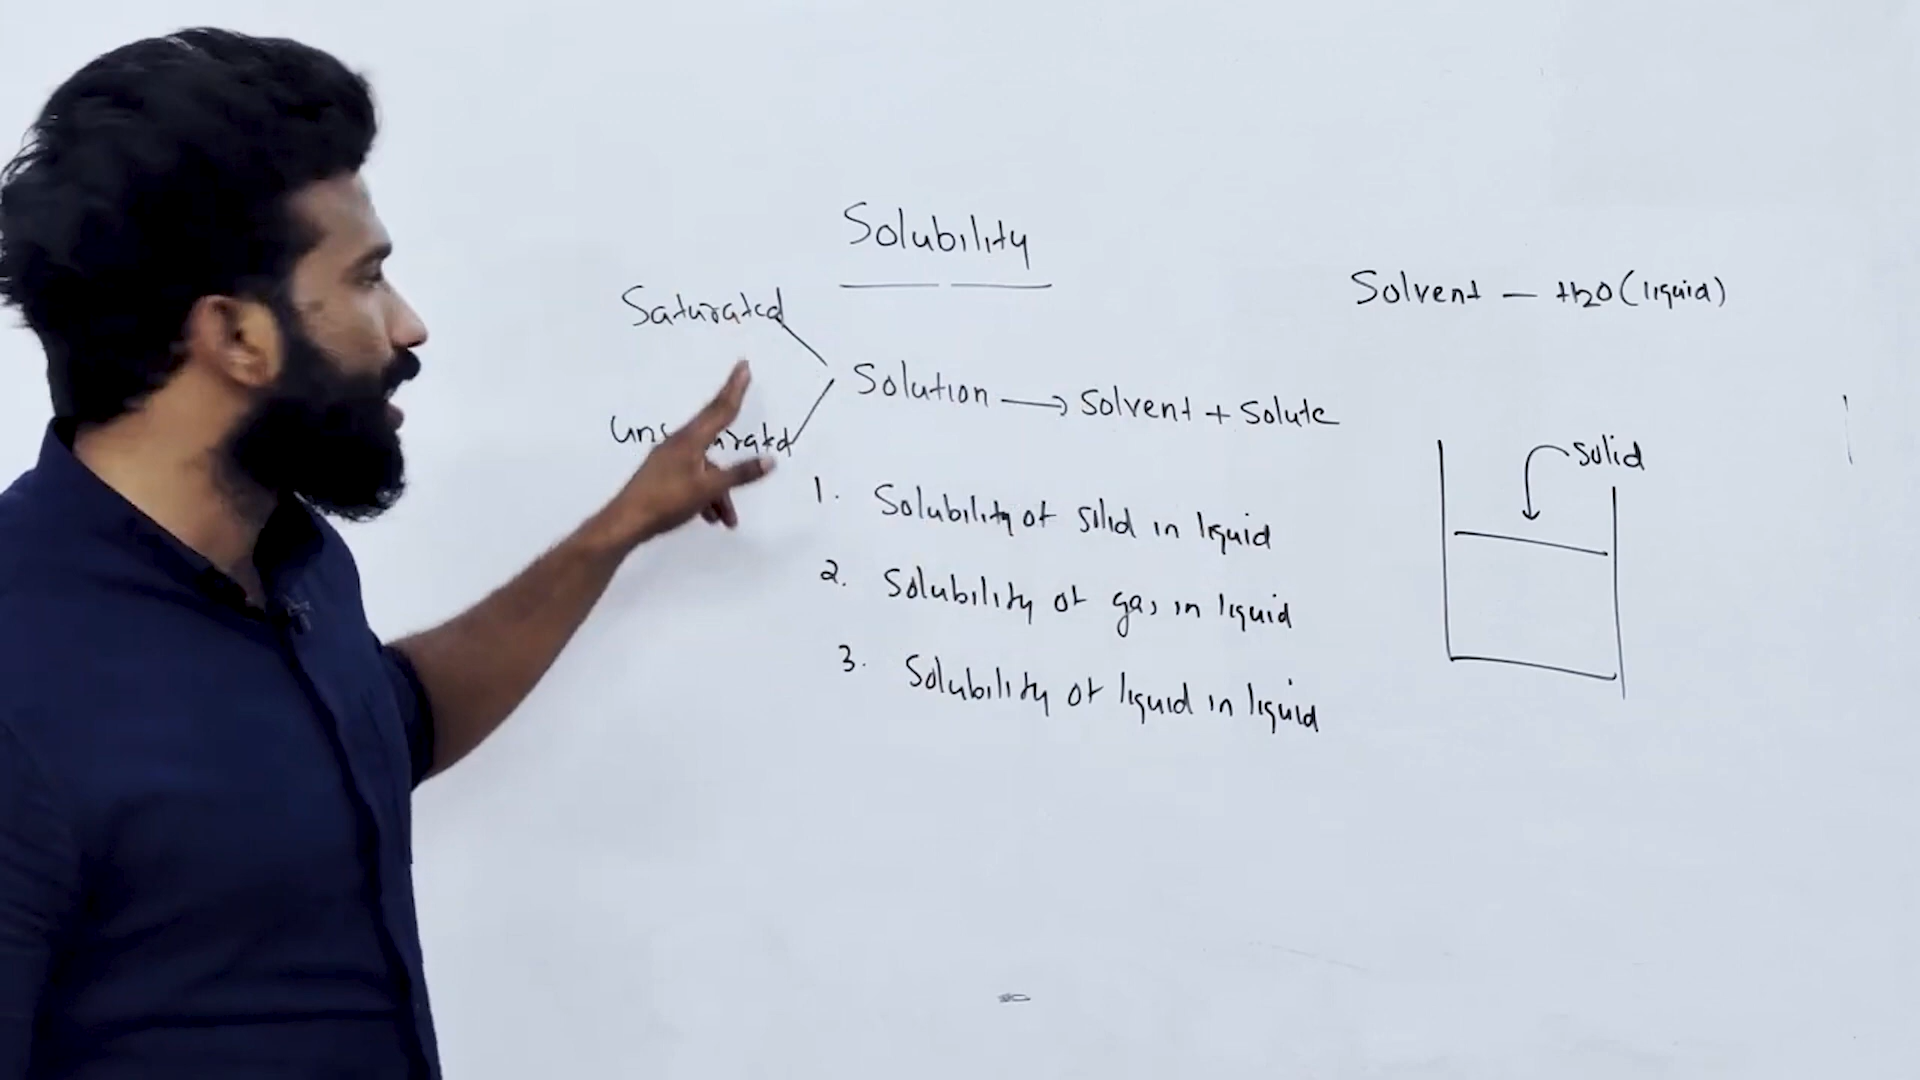 Solubility
Saturated
Solvent — H2O (liquid)
Solution → Solvent + Solute
solid
1. Solubility of solid in liquid
2. Solubility of gas in liquid
3. Solubility of liquid in liquid